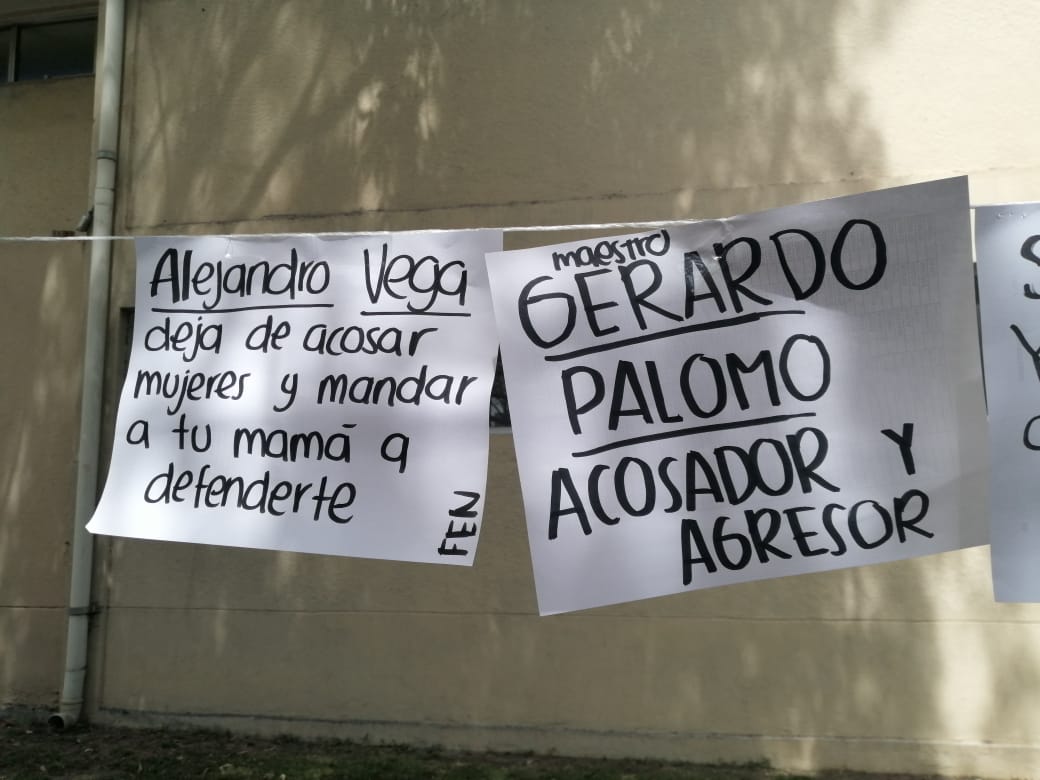 Alejandro Vega
deja de acosar
mujeres y mandar
a tu mamá a
defenderte
FEN
maestro
GERARDO
PALOMO
ACOSADOR Y
AGRESOR